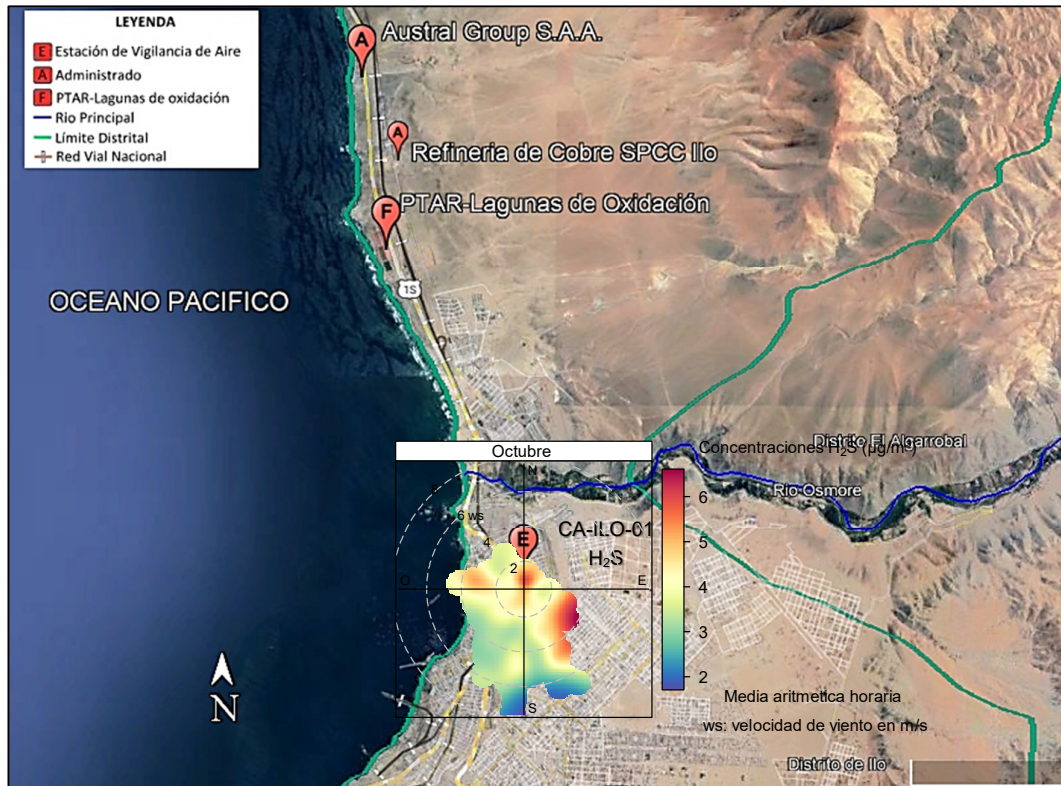 LEYENDA
E Estación de Vigilancia de Aire
A Administrado
F PTAR-Lagunas de oxidación
Rio Principal
Límite Distrital
Red Vial Nacional
A Austral Group S.A.A.
A
Refineria de Cobre SPCC Ilo
PTAR-Lagunas de Oxidación
F
1S
OCEANO PACIFICO
Distrito El Algarrobal
Octubre
Concentraciones H₂S (µg/m³)
N
Rio Osmore
6 ws
4
2
E
CA-ILO-01
H₂S
O
E
S
6
5
4
3
2
N
Media aritmetica horaria
ws: velocidad de viento en m/s
Distrito de Ilo